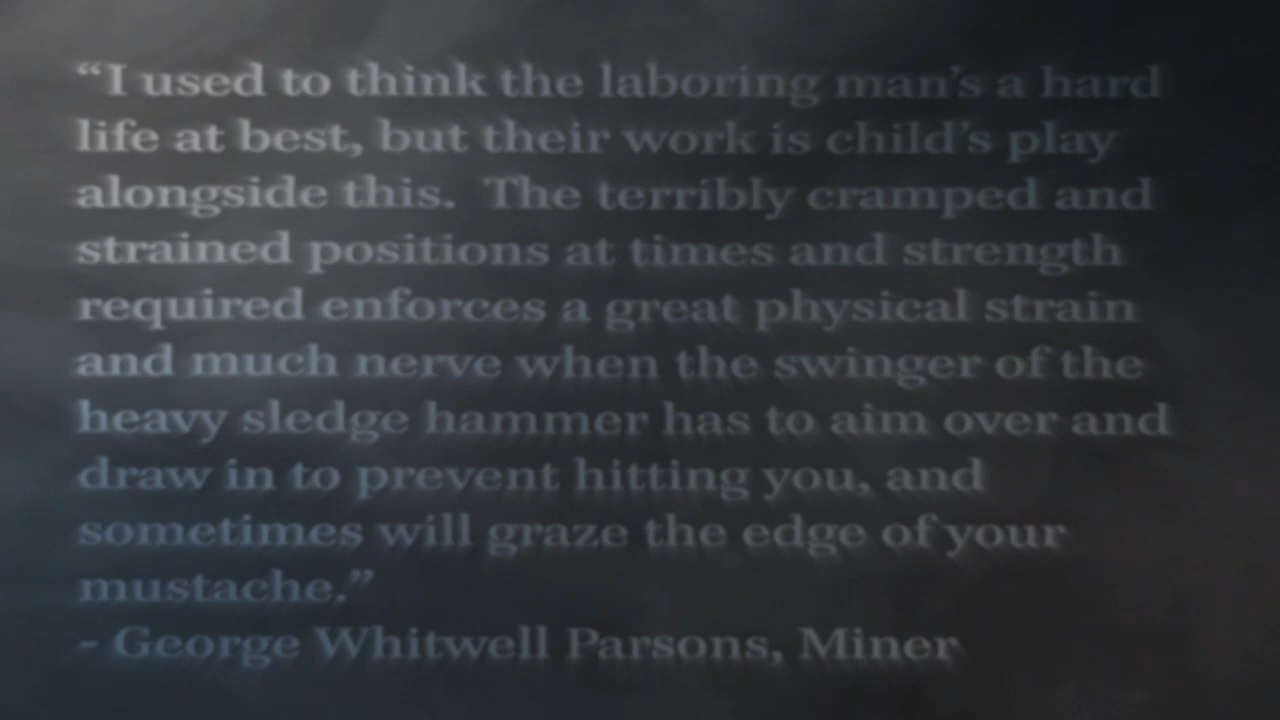 “I used to think the laboring man’s a hard
life at best, but their work is child’s play
alongside this.  The terribly cramped and
strained positions at times and strength
required enforces a great physical strain
and much nerve when the swinger of the
heavy sledge hammer has to aim over and
draw in to prevent hitting you, and
sometimes will graze the edge of your
mustache.”
- George Whitwell Parsons, Miner